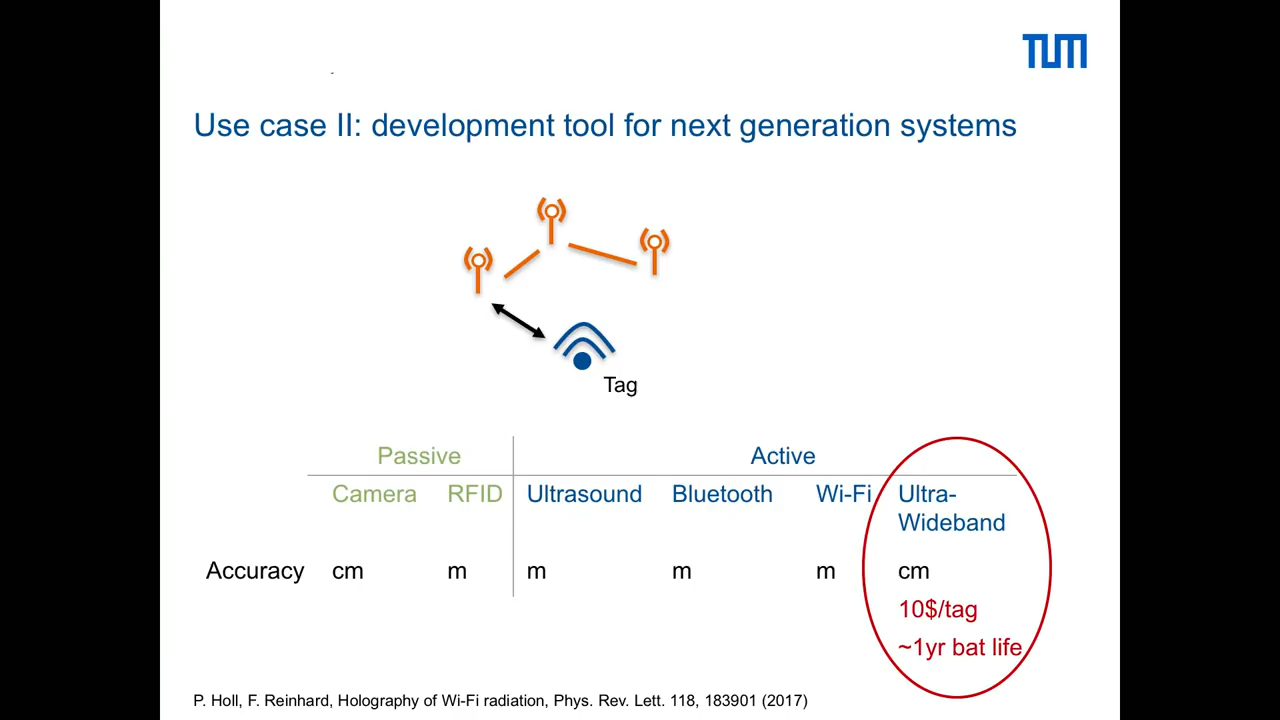 TUM
Use case II: development tool for next generation systems
Tag
Passive Active
Camera RFID Ultrasound Bluetooth Wi-Fi Ultra-
Wideband
Accuracy cm m m m m cm
10$/tag
~1yr bat life
P. Holl, F. Reinhard, Holography of Wi-Fi radiation, Phys. Rev. Lett. 118, 183901 (2017)